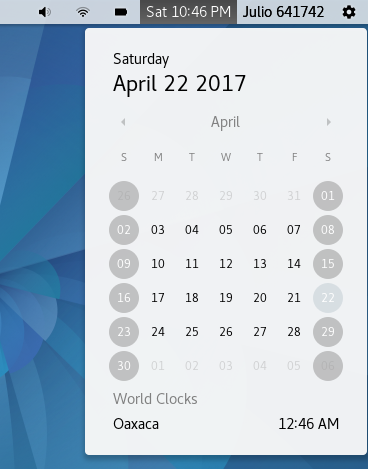 Sat 10:46 PM Julio 641742
Saturday
April 22 2017
April
S M T W T F S
26 27 28 29 30 31 01
02 03 04 05 06 07 08
09 10 11 12 13 14 15
16 17 18 19 20 21 22
23 24 25 26 27 28 29
30 01 02 03 04 05 06
World Clocks
Oaxaca 12:46 AM